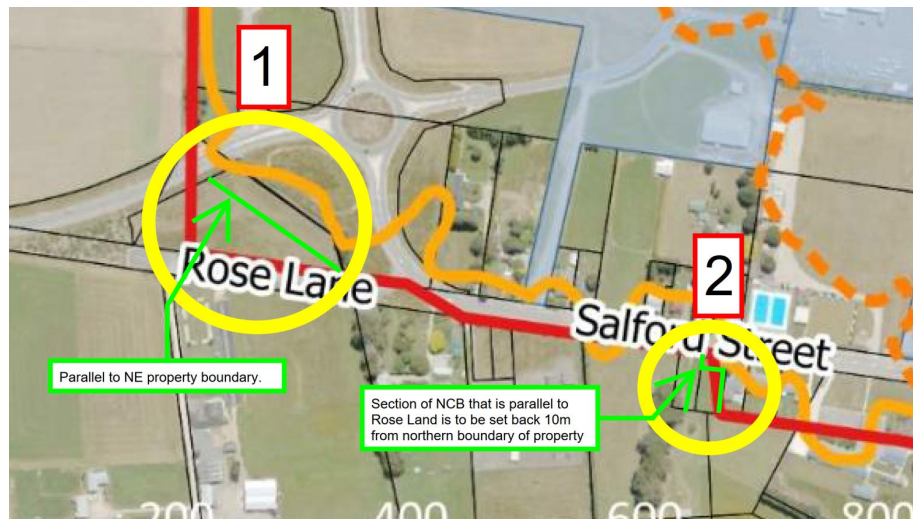 1
2
Rose Lane
Salford Street
Parallel to NE property boundary.
Section of NCB that is parallel to
Rose Land is to be set back 10m
from northern boundary of property
200
400
600
800